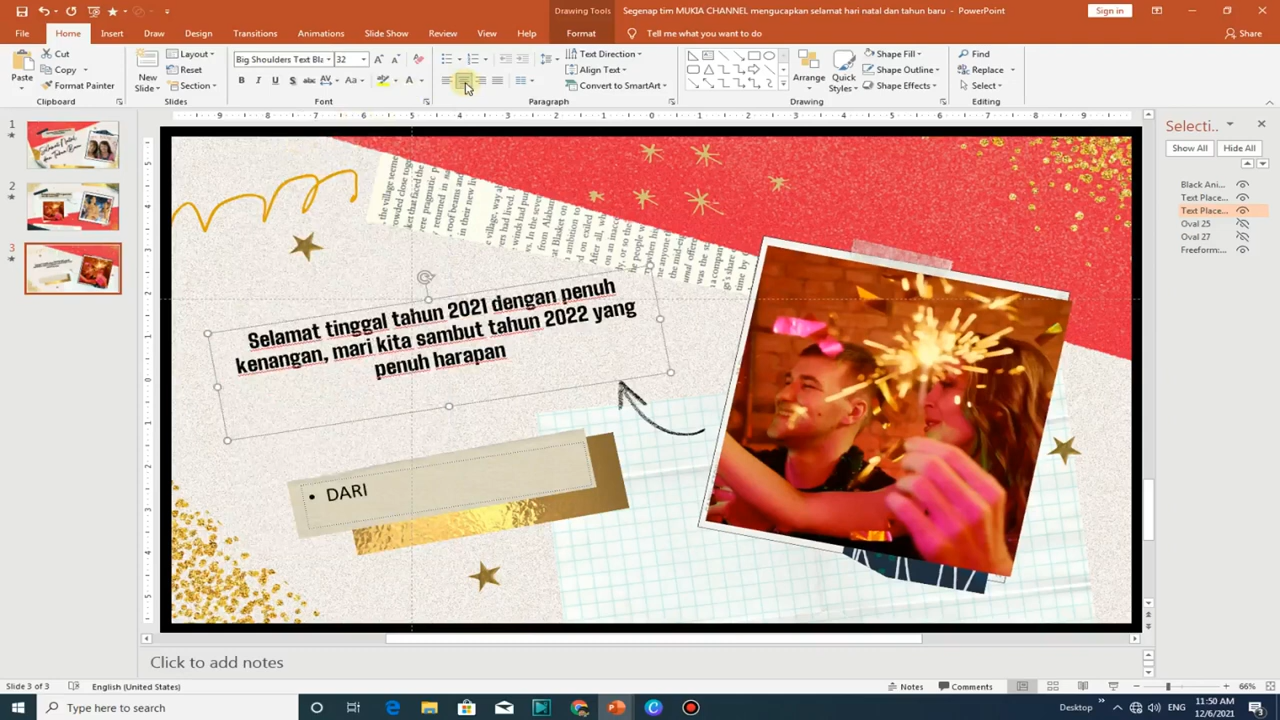 Drawing Tools
Segenap tim MUKIA CHANNEL mengucapkan selamat hari natal dan tahun baru - PowerPoint
Sign in
File
Home
Insert
Draw
Design
Transitions
Animations
Slide Show
Review
View
Help
Format
Tell me what you want to do
Share
Paste
Cut
Copy
Format Painter
Clipboard
New
Slide
Layout
Reset
Section
Slides
Big Shoulders Text Bla
32
Font
Text Direction
Align Text
Convert to SmartArt
Paragraph
Arrange
Quick
Styles
Shape Fill
Shape Outline
Shape Effects
Drawing
Find
Replace
Select
Editing
Selecti...
Show All
Hide All
Black Ani...
Text Place...
Text Place...
Oval 25
Oval 27
Freeform:...
1
2
3
Selamat tinggal tahun 2021 dengan penuh
kenangan, mari kita sambut tahun 2022 yang
penuh harapan
• DARI
Click to add notes
Slide 3 of 3
English (United States)
Notes
Comments
66%
Type here to search
Desktop
ENG
11:50 AM
12/6/2021